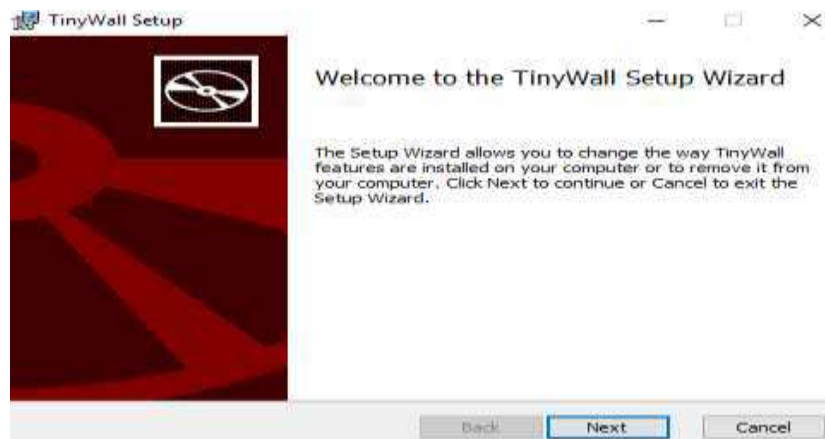 TinyWall Setup
Welcome to the TinyWall Setup Wizard
The Setup Wizard allows you to change the way TinyWall
features are installed on your computer or to remove it from
your computer. Click Next to continue or Cancel to exit the
Setup Wizard.
Back Next Cancel